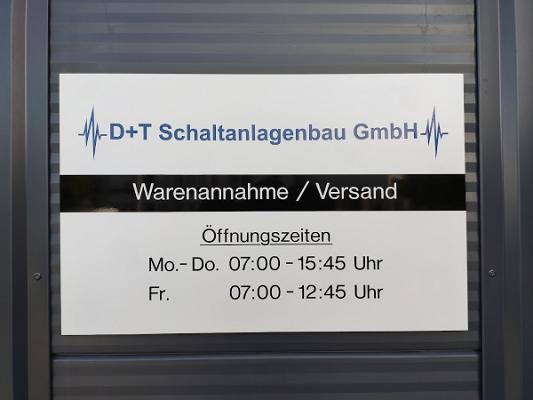 D+T Schaltanlagenbau GmbH
Warenannahme / Versand
Öffnungszeiten
Mo.- Do. 07:00 - 15:45 Uhr
Fr. 07:00 - 12:45 Uhr